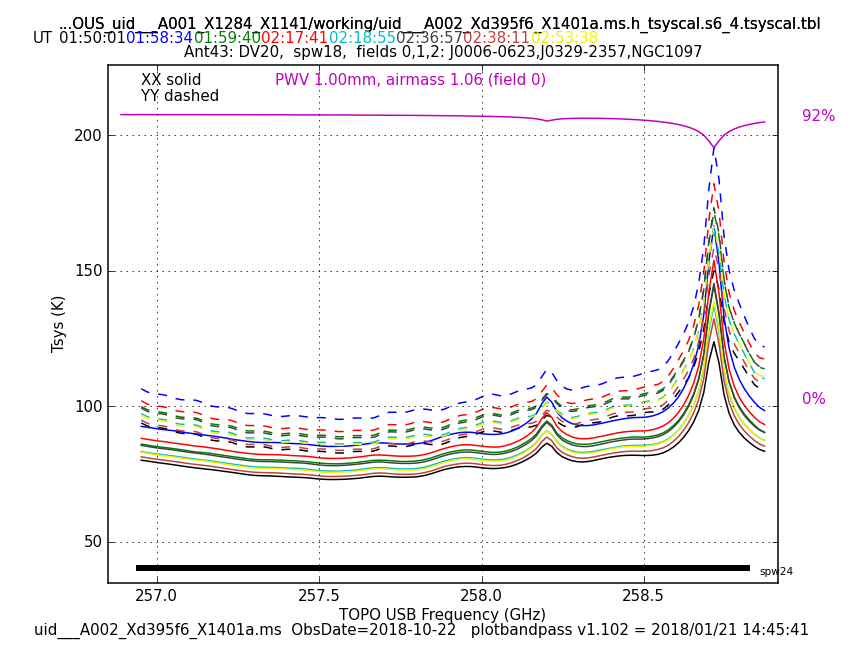 ...OUS_uid___A001_X1284_X1141/working/uid___A002_Xd395f6_X1401a.ms.h_tsyscal.s6_4.tsyscal.tbl
UT 01:50:01 01:58:34 01:59:40 02:17:41 02:18:55 02:36:57 02:38:11 02:53:38
Ant43: DV20,  spw18,  fields 0,1,2: J0006-0623,J0329-2357,NGC1097
XX solid
PWV 1.00mm, airmass 1.06 (field 0)
YY dashed
92%
200
150
Tsys (K)
100
0%
50
spw24
257.0 257.5 258.0 258.5
TOPO USB Frequency (GHz)
uid___A002_Xd395f6_X1401a.ms  ObsDate=2018-10-22   plotbandpass v1.102 = 2018/01/21 14:45:41